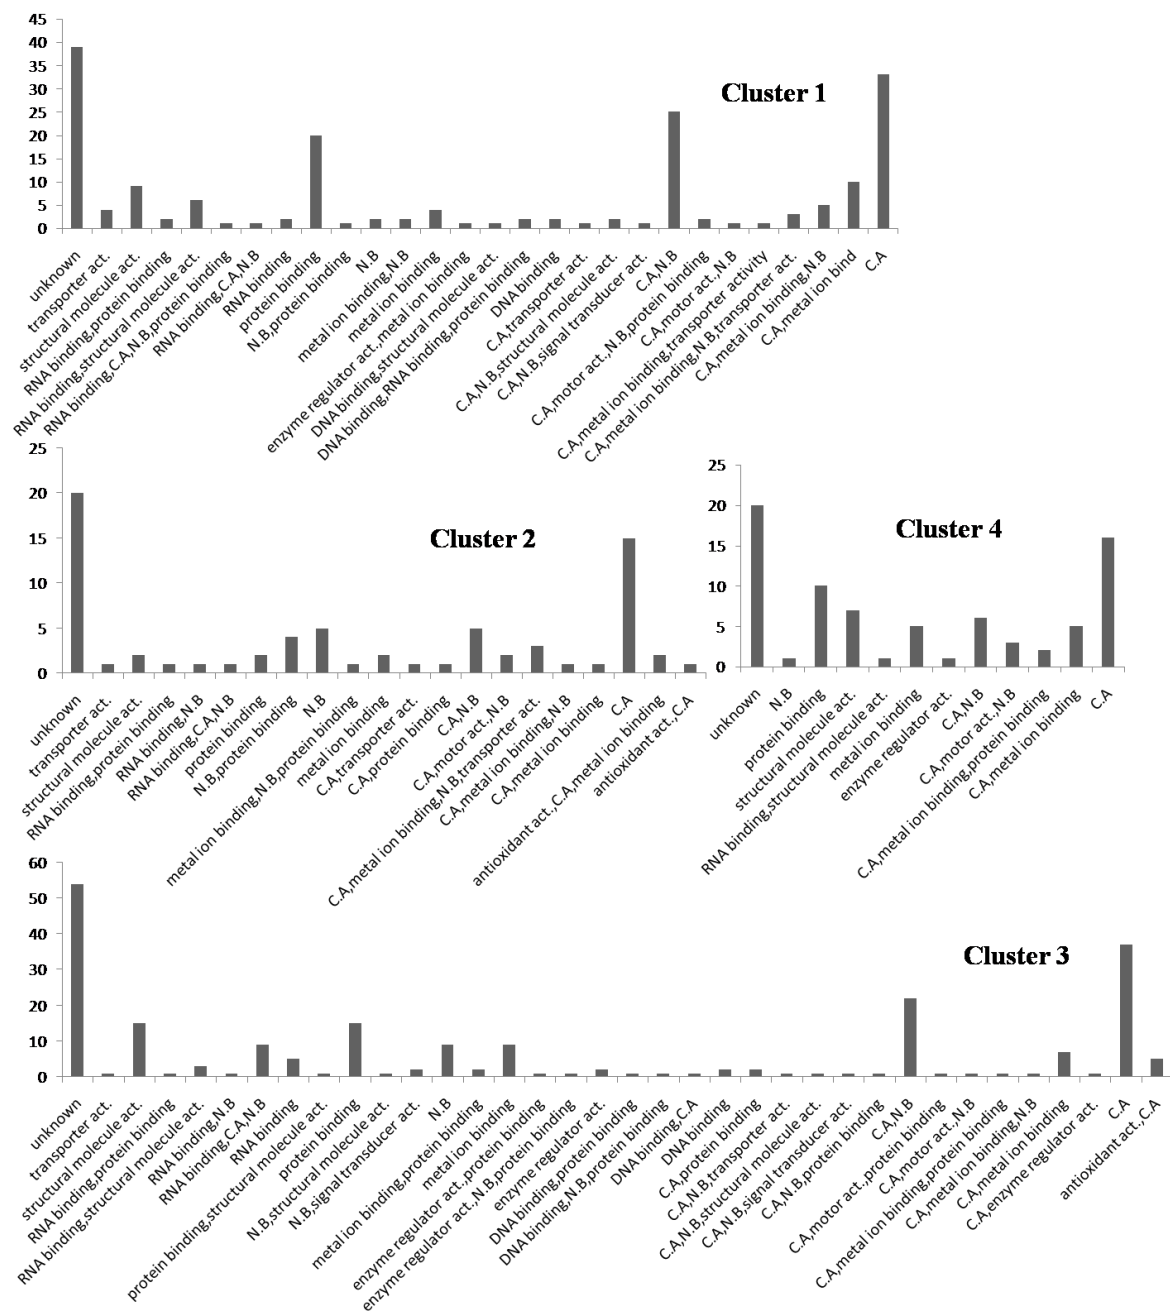 45
40
35
30
25
20
15
10
5
0
Cluster 1
unknown
transporter act.
structural molecule act.
RNA binding,protein binding
RNA binding,structural molecule act.
RNA binding,C.A,N.B,protein binding
RNA binding,C.A,N.B
RNA binding
protein binding
N.B,protein binding
N.B
metal ion binding,N.B
metal ion binding
enzyme regulator act.,metal ion binding
DNA binding,structural molecule act.
DNA binding,RNA binding,protein binding
DNA binding
C.A,transporter act.
C.A,N.B,structural molecule act.
C.A,N.B,signal transducer act.
C.A,N.B
C.A,motor act.,N.B,protein binding
C.A,motor act.,N.B
C.A,metal ion binding,transporter activity
C.A,metal ion binding,N.B,transporter act.
C.A,metal ion binding,N.B
C.A,metal ion bind
C.A
25
20
15
10
5
0
Cluster 2
unknown
transporter act.
structural molecule act.
RNA binding,protein binding
RNA binding,N.B
RNA binding,C.A,N.B
protein binding
N.B,protein binding
N.B
metal ion binding,N.B,protein binding
metal ion binding
C.A,transporter act.
C.A,protein binding
C.A,N.B
C.A,motor act.,N.B
C.A,metal ion binding,N.B,transporter act.
C.A,metal ion binding,N.B
C.A,metal ion binding
C.A
antioxidant act.,C.A,metal ion binding
antioxidant act.,C.A
25
20
15
10
5
0
Cluster 4
unknown
N.B
protein binding
structural molecule act.
RNA binding,structural molecule act.
metal ion binding
enzyme regulator act.
C.A,N.B
C.A,motor act.,N.B
C.A,metal ion binding,protein binding
C.A,metal ion binding
C.A
60
50
40
30
20
10
0
Cluster 3
unknown
transporter act.
structural molecule act.
RNA binding,protein binding
RNA binding,structural molecule act.
RNA binding,N.B
RNA binding,C.A,N.B
RNA binding
protein binding,structural molecule act.
protein binding
N.B,structural molecule act.
N.B,signal transducer act.
N.B
metal ion binding,protein binding
metal ion binding
enzyme regulator act.,protein binding
enzyme regulator act.,N.B,protein binding
enzyme regulator act.
DNA binding,protein binding
DNA binding,N.B,protein binding
DNA binding,C.A
DNA binding
C.A,protein binding
C.A,N.B,transporter act.
C.A,N.B,structural molecule act.
C.A,N.B,signal transducer act.
C.A,N.B,protein binding
C.A,N.B
C.A,motor act.,protein binding
C.A,motor act.,N.B
C.A,metal ion binding,protein binding
C.A,metal ion binding,N.B
C.A,metal ion binding
C.A,enzyme regulator act.
C.A
antioxidant act.,C.A